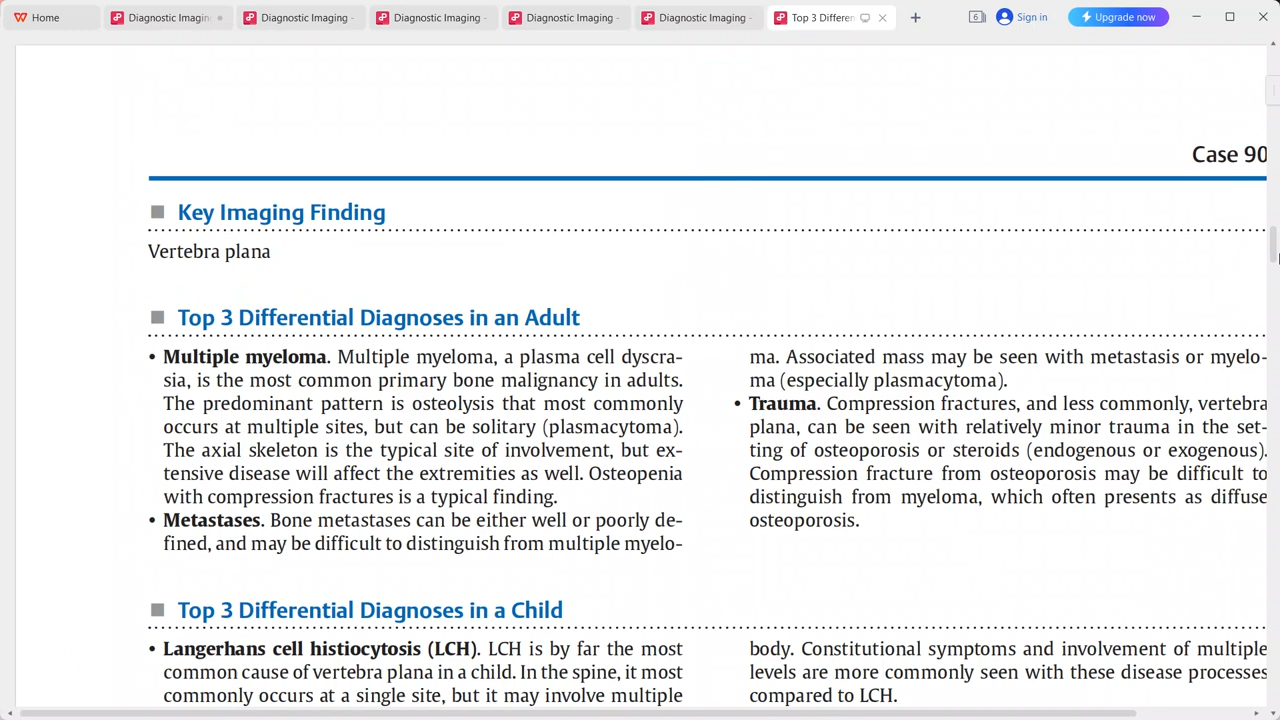 Home
Diagnostic Imaging
Diagnostic Imaging -
Diagnostic Imaging -
Diagnostic Imaging -
Diagnostic Imaging -
Top 3 Differen
6
Sign in
Upgrade now
Case 90
Key Imaging Finding
Vertebra plana
Top 3 Differential Diagnoses in an Adult
• Multiple myeloma. Multiple myeloma, a plasma cell dyscra-
sia, is the most common primary bone malignancy in adults.
The predominant pattern is osteolysis that most commonly
occurs at multiple sites, but can be solitary (plasmacytoma).
The axial skeleton is the typical site of involvement, but ex-
tensive disease will affect the extremities as well. Osteopenia
with compression fractures is a typical finding.
• Metastases. Bone metastases can be either well or poorly de-
fined, and may be difficult to distinguish from multiple myelo-
ma. Associated mass may be seen with metastasis or myelo-
ma (especially plasmacytoma).
• Trauma. Compression fractures, and less commonly, vertebra
plana, can be seen with relatively minor trauma in the set-
ting of osteoporosis or steroids (endogenous or exogenous).
Compression fracture from osteoporosis may be difficult to
distinguish from myeloma, which often presents as diffuse
osteoporosis.
Top 3 Differential Diagnoses in a Child
• Langerhans cell histiocytosis (LCH). LCH is by far the most
common cause of vertebra plana in a child. In the spine, it most
commonly occurs at a single site, but it may involve multiple
body. Constitutional symptoms and involvement of multiple
levels are more commonly seen with these disease processes
compared to LCH.